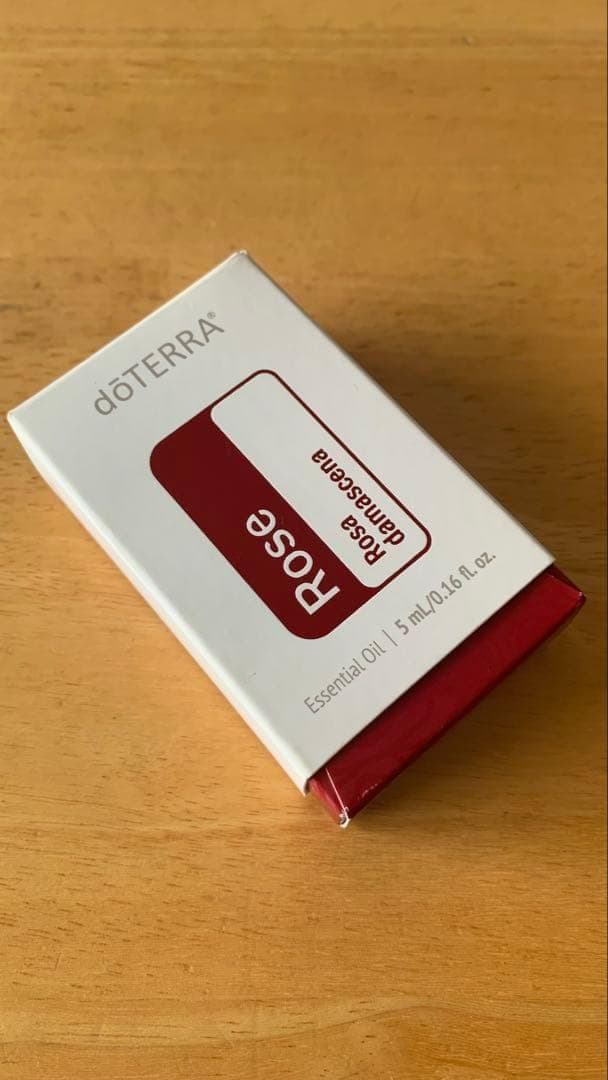 dōTERRA®
Rose
Rosa
damascena
Essential Oil | 5 mL/0.16 fl. oz.